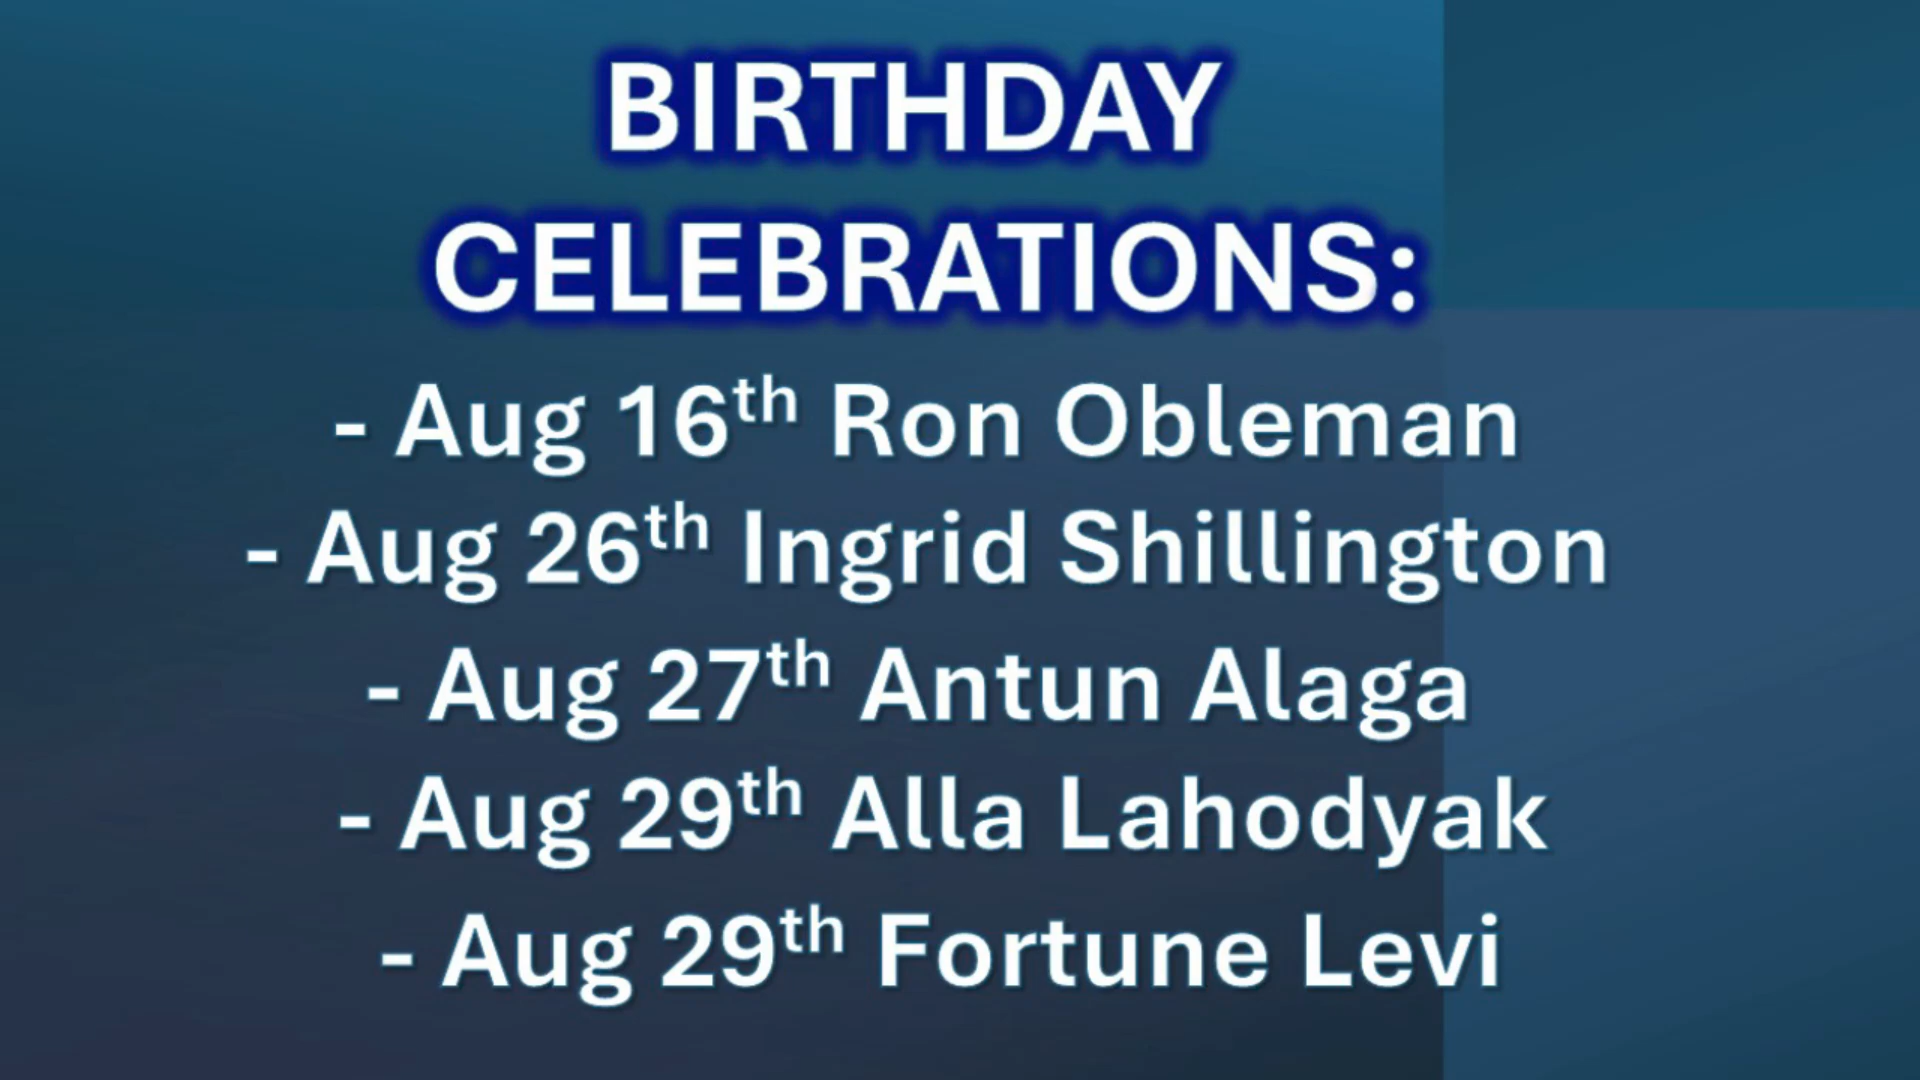 BIRTHDAY
CELEBRATIONS:
- Aug 16th Ron Obleman
- Aug 26th Ingrid Shillington
- Aug 27th Antun Alaga
- Aug 29th Alla Lahodyak
- Aug 29th Fortune Levi